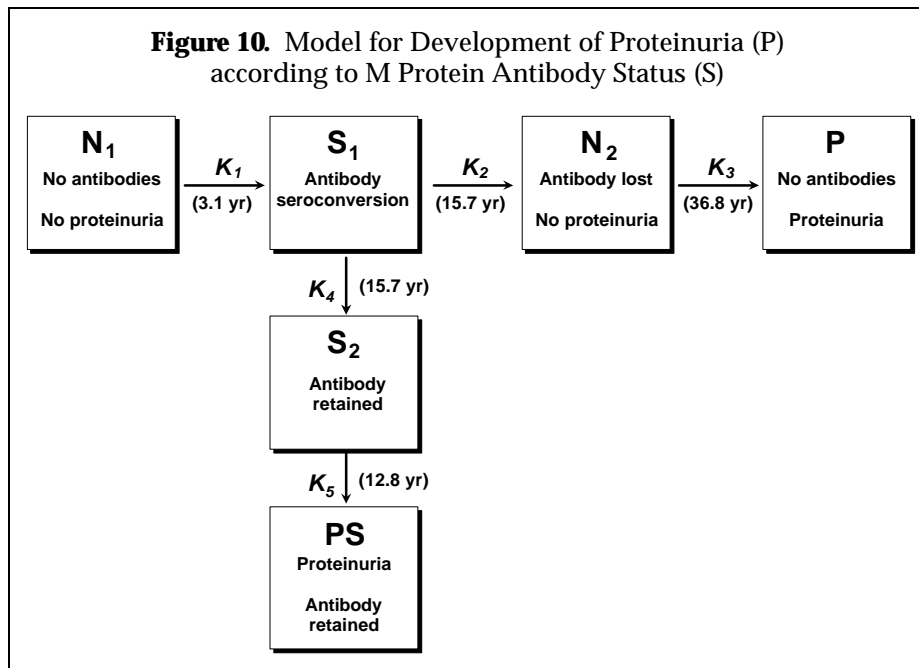 Figure 10. Model for Development of Proteinuria (P)
according to M Protein Antibody Status (S)
N1
No antibodies
No proteinuria
K1
(3.1 yr)
S1
Antibody
seroconversion
K2
(15.7 yr)
N2
Antibody lost
No proteinuria
K3
(36.8 yr)
P
No antibodies
Proteinuria
K4
(15.7 yr)
S2
Antibody
retained
K5
(12.8 yr)
PS
Proteinuria
Antibody
retained